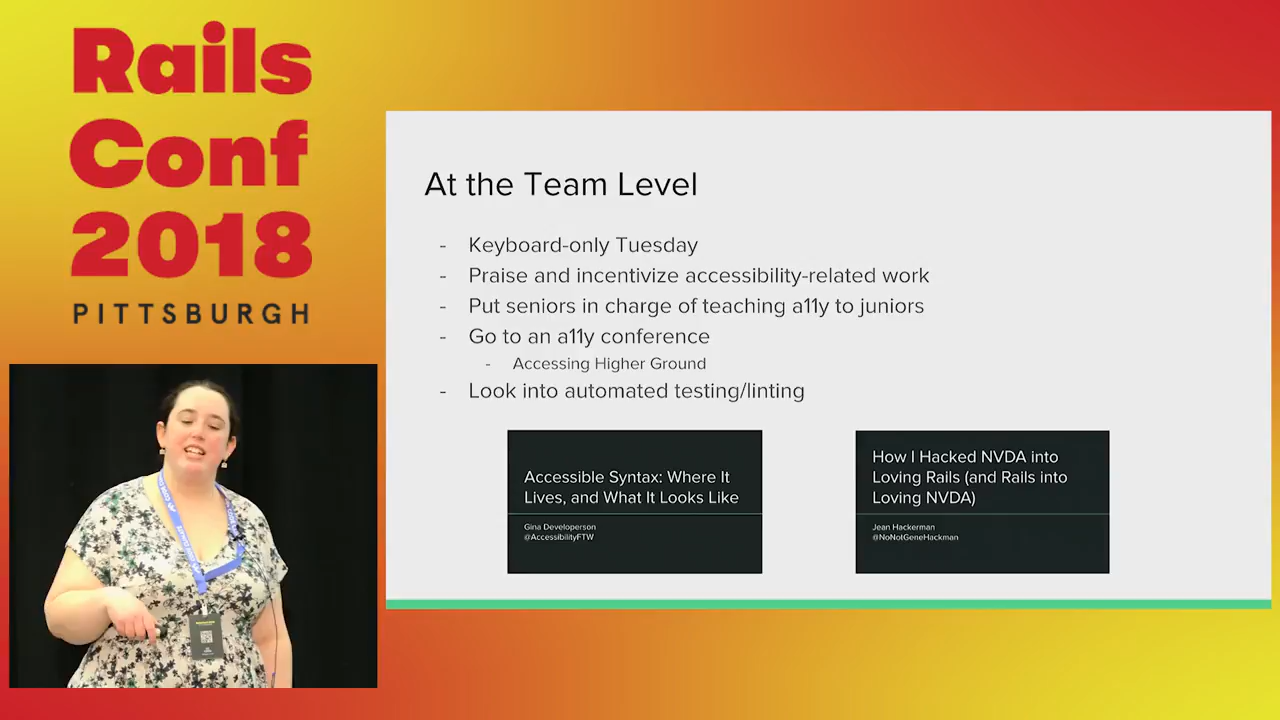 Rails
Conf
2018
PITTSBURGH
At the Team Level
- Keyboard-only Tuesday
- Praise and incentivize accessibility-related work
- Put seniors in charge of teaching a11y to juniors
- Go to an a11y conference
- Accessing Higher Ground
- Look into automated testing/linting
Accessible Syntax: Where It
Lives, and What It Looks Like
Gina Developerson
@AccessibilityFTW
How I Hacked NVDA into
Loving Rails (and Rails into
Loving NVDA)
Jean Hackerman
@NoNotGeneHackman